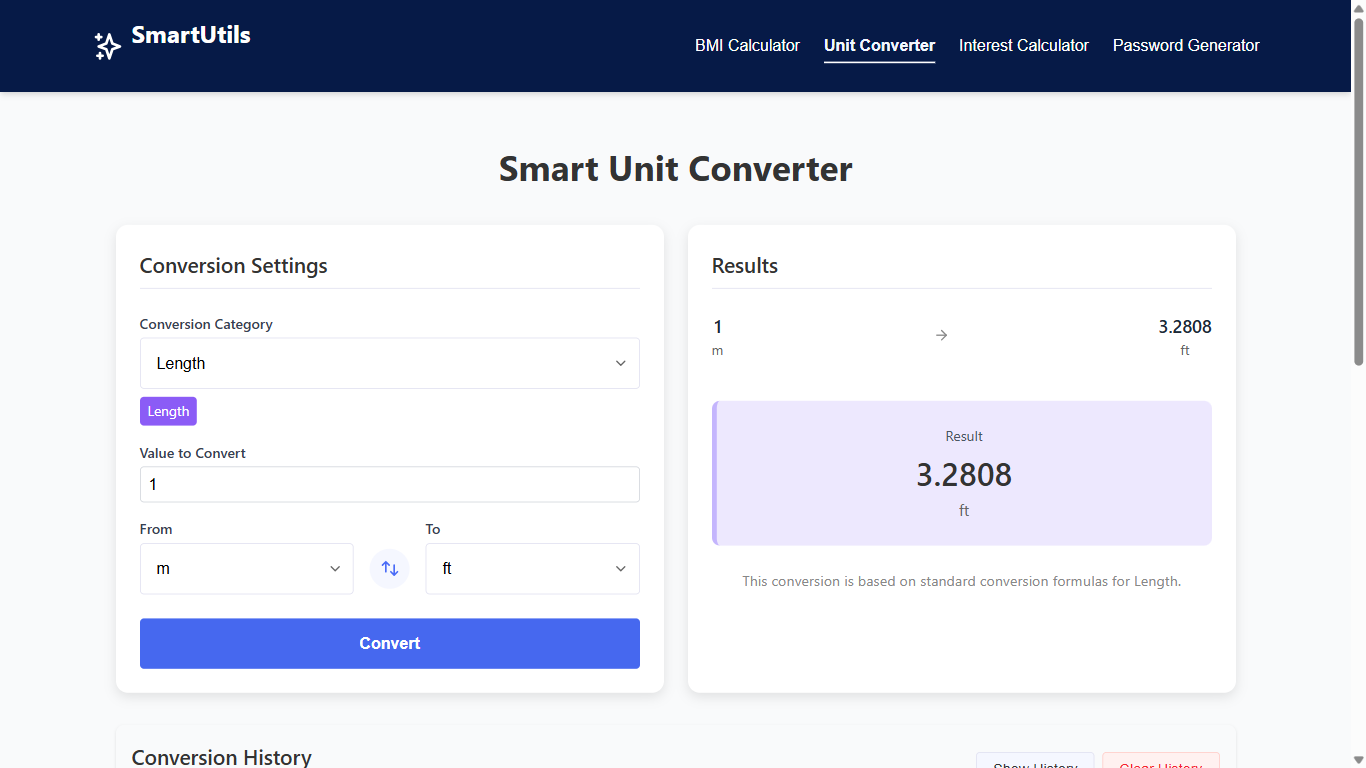 SmartUtils
BMI Calculator
Unit Converter
Interest Calculator
Password Generator
Smart Unit Converter
Conversion Settings
Conversion Category
Length
Length
Value to Convert
1
From
To
m
ft
Convert
Results
1
3.2808
m
ft
Result
3.2808
ft
This conversion is based on standard conversion formulas for Length.
Conversion History
Show History
Clear History